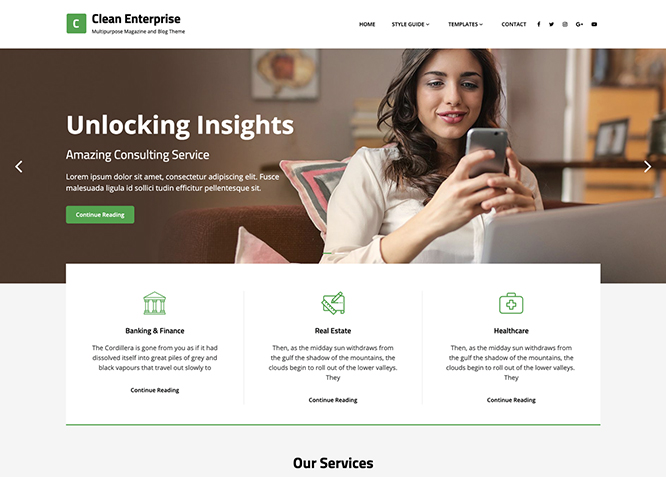 C
Clean Enterprise
Multipurpose Magazine and Blog Theme
HOME
STYLE GUIDE
TEMPLATES
CONTACT
Unlocking Insights
Amazing Consulting Service
Lorem ipsum dolor sit amet, consectetur adipiscing elit. Fusce
malesuada ligula id sollici tudin efficitur pellentesque sit.
Continue Reading
Banking & Finance
The Cordillera is gone from you as if it had
dissolved itself into great piles of grey and
black vapours that travel out slowly to
Continue Reading
Real Estate
Then, as the midday sun withdraws from
the gulf the shadow of the mountains, the
clouds begin to roll out of the lower valleys.
They
Continue Reading
Healthcare
Then, as the midday sun withdraws from
the gulf the shadow of the mountains, the
clouds begin to roll out of the lower valleys.
They
Continue Reading
Our Services